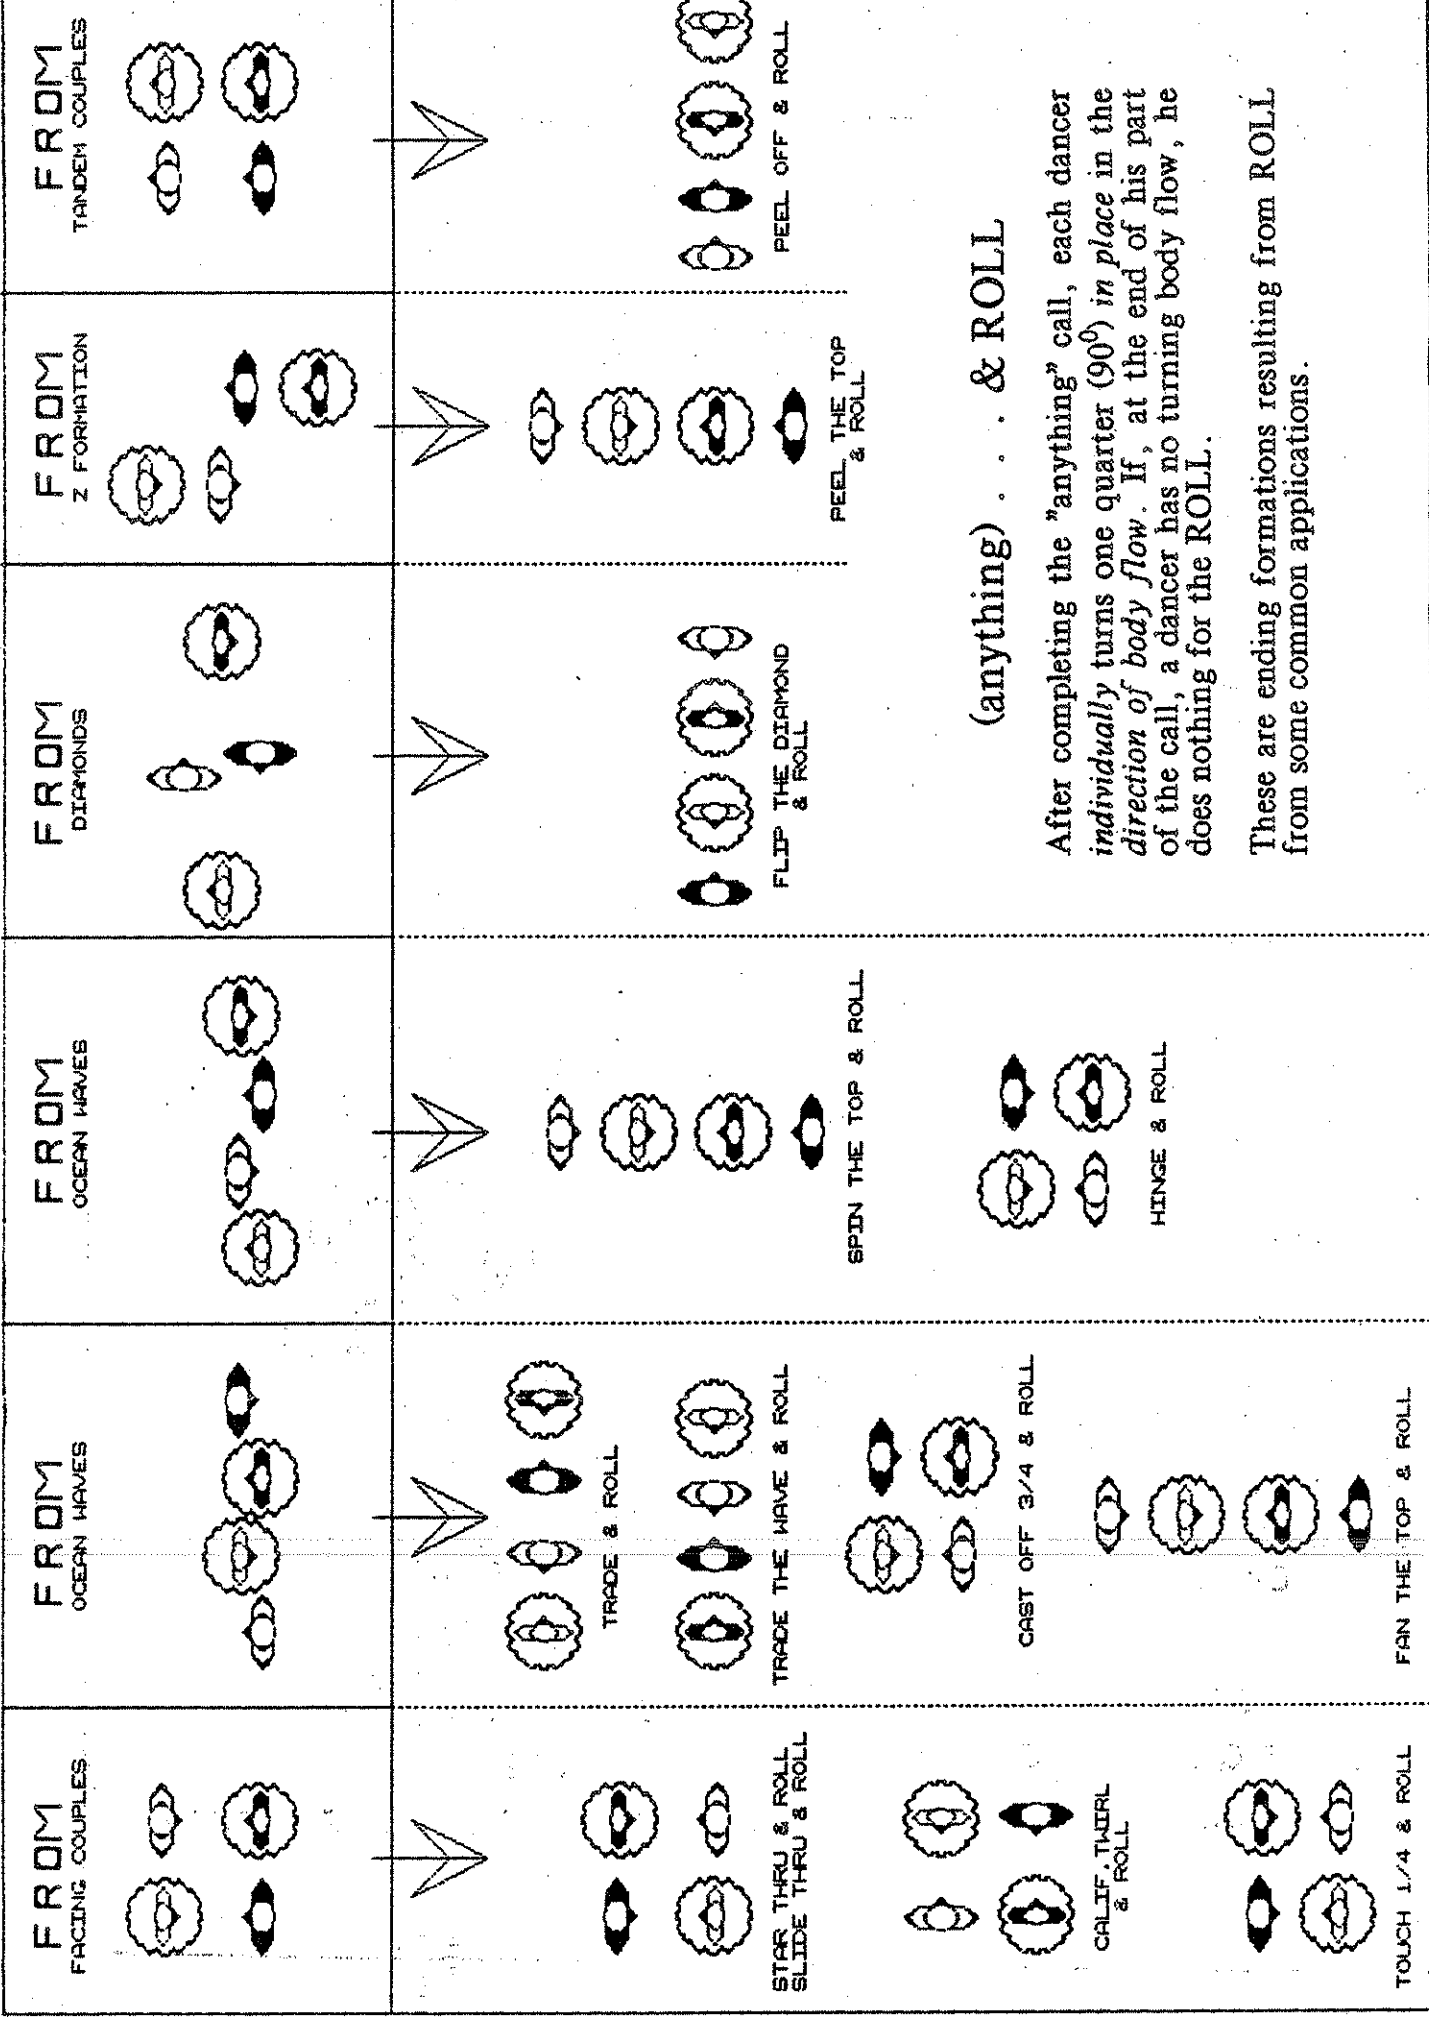 FROM
FACING COUPLES
STAR THRU & ROLL
SLIDE THRU & ROLL
CALIF. TWIRL
& ROLL
TOUCH 1/4 & ROLL
FROM
OCEAN WAVES
TRADE & ROLL
TRADE THE WAVE & ROLL
CAST OFF 3/4 & ROLL
FAN THE TOP & ROLL
FROM
OCEAN WAVES
SPIN THE TOP & ROLL
HINGE & ROLL
FROM
DIAMONDS
FLIP THE DIAMOND
& ROLL
FROM
Z FORMATION
PEEL THE TOP
& ROLL
FROM
TANDEM COUPLES
PEEL OFF & ROLL
(anything) . . . & ROLL
After completing the "anything" call, each dancer
individually turns one quarter (90⁰) in place in the
direction of body flow. If, at the end of his part
of the call, a dancer has no turning body flow, he
does nothing for the ROLL.
These are ending formations resulting from ROLL
from some common applications.